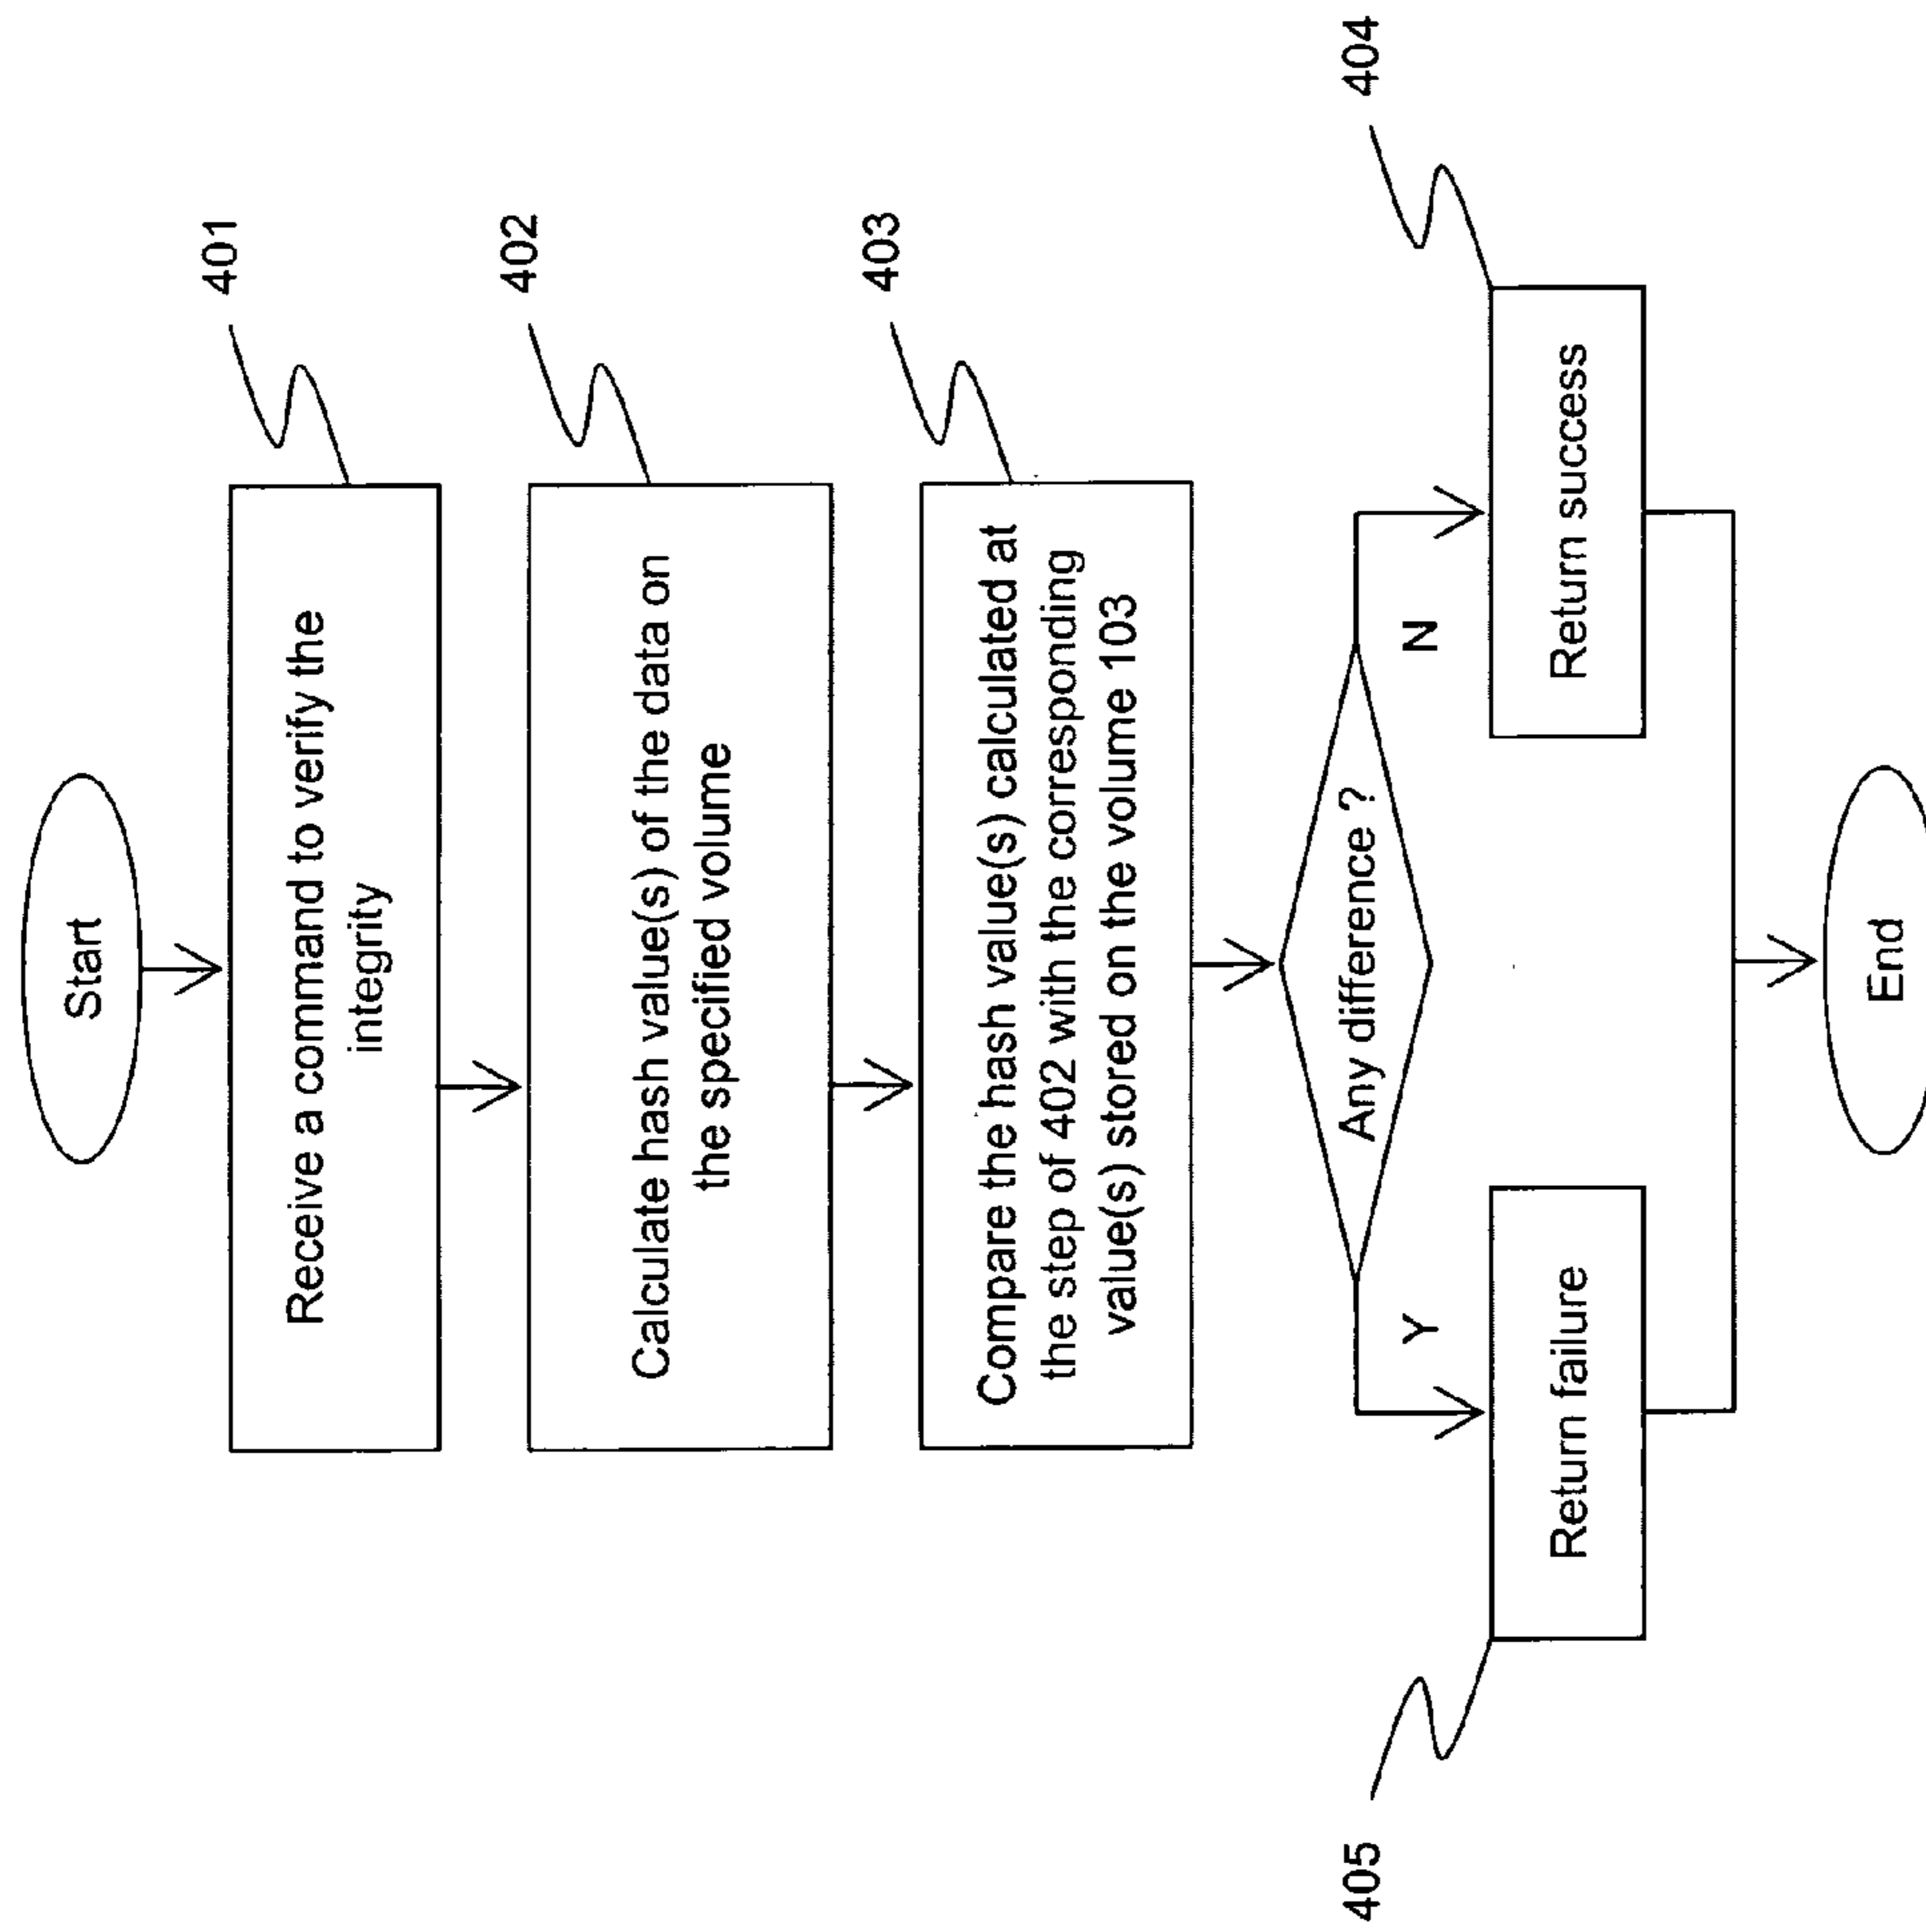 Start
401
Receive a command to verify the
integrity
402
Calculate hash value(s) of the data on
the specified volume
403
Compare the hash value(s) calculated at
the step of 402 with the corresponding
value(s) stored on the volume 103
Any difference ?
Y
N
405
Return failure
404
Return success
End